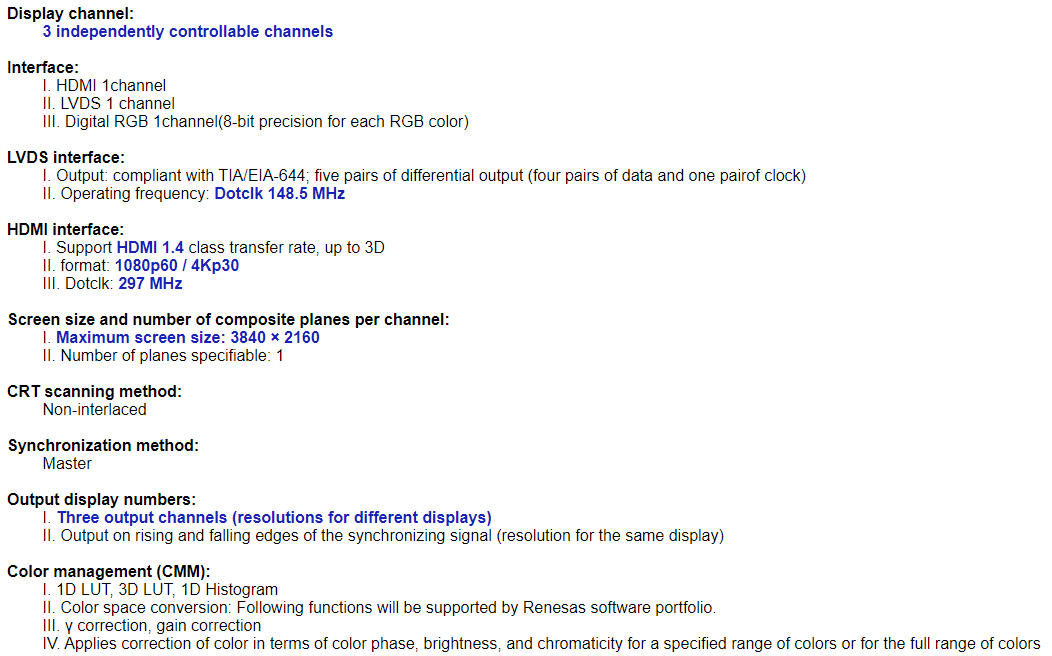 Display channel:
3 independently controllable channels
Interface:
I. HDMI 1channel
II. LVDS 1 channel
III. Digital RGB 1channel(8-bit precision for each RGB color)
LVDS interface:
I. Output: compliant with TIA/EIA-644; five pairs of differential output (four pairs of data and one pairof clock)
II. Operating frequency: Dotclk 148.5 MHz
HDMI interface:
I. Support HDMI 1.4 class transfer rate, up to 3D
II. format: 1080p60 / 4Kp30
III. Dotclk: 297 MHz
Screen size and number of composite planes per channel:
I. Maximum screen size: 3840 × 2160
II. Number of planes specifiable: 1
CRT scanning method:
Non-interlaced
Synchronization method:
Master
Output display numbers:
I. Three output channels (resolutions for different displays)
II. Output on rising and falling edges of the synchronizing signal (resolution for the same display)
Color management (CMM):
I. 1D LUT, 3D LUT, 1D Histogram
II. Color space conversion: Following functions will be supported by Renesas software portfolio.
III. γ correction, gain correction
IV. Applies correction of color in terms of color phase, brightness, and chromaticity for a specified range of colors or for the full range of colors